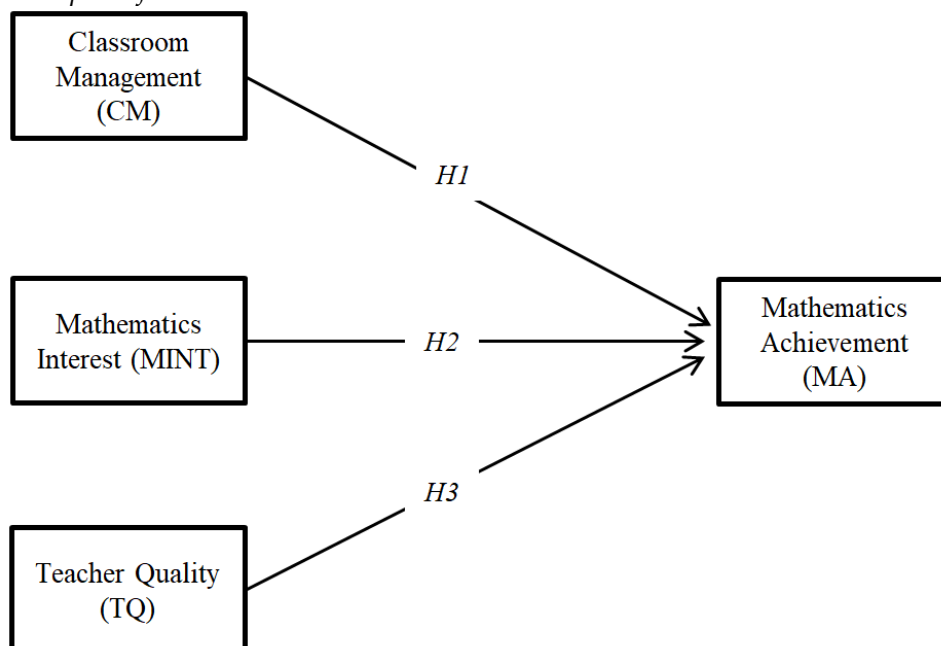 Classroom
Management
(CM)
H1
Mathematics
Interest (MINT)
H2
Mathematics
Achievement
(MA)
H3
Teacher Quality
(TQ)